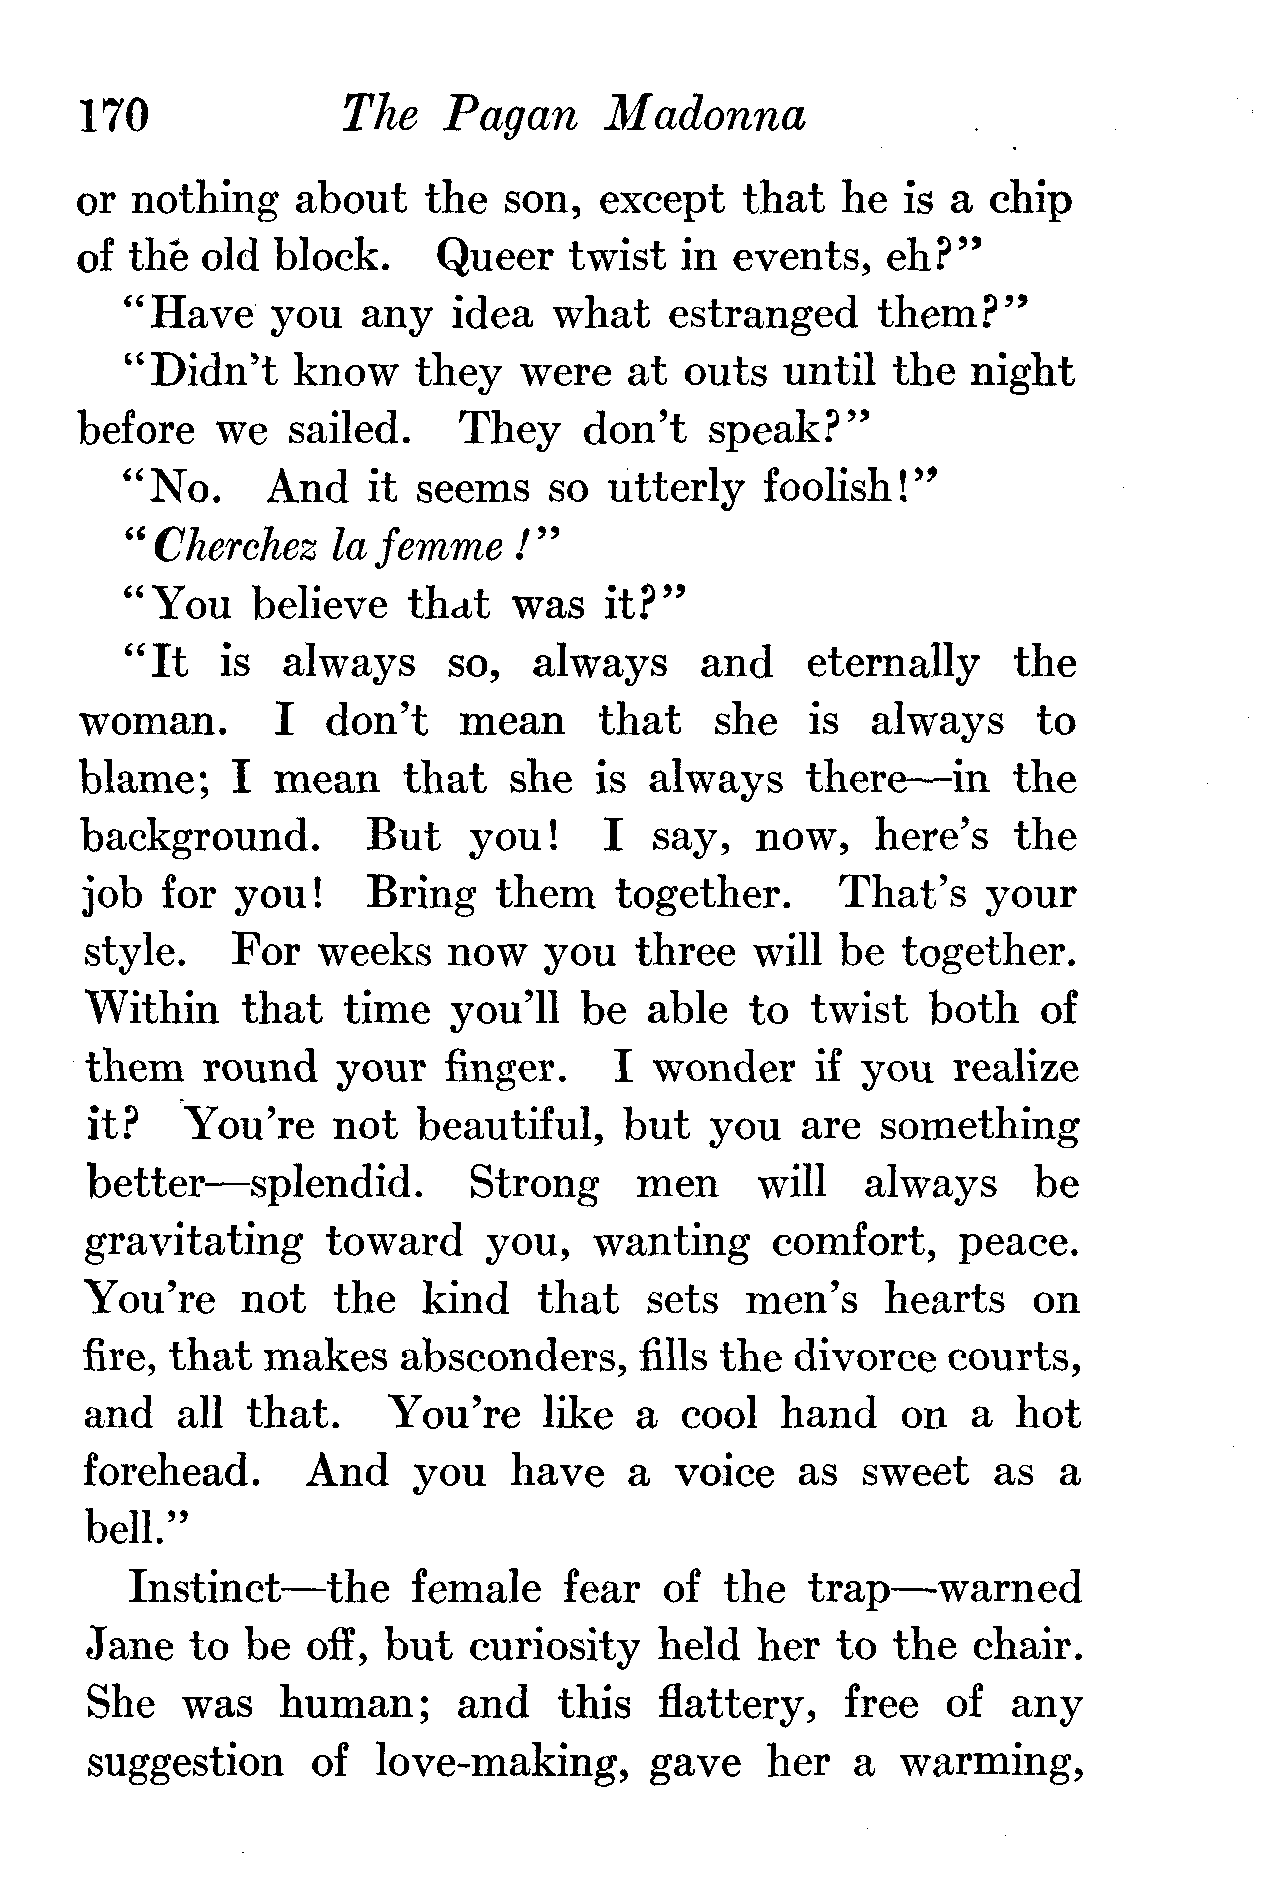 170 The Pagan Madonna
or nothing about the son, except that he is a chip
of the old block. Queer twist in events, eh?”
“Have you any idea what estranged them?”
“Didn’t know they were at outs until the night
before we sailed. They don’t speak?”
“No. And it seems so utterly foolish!”
“Cherchez la femme!”
“You believe that was it?”
“It is always so, always and eternally the
woman. I don’t mean that she is always to
blame; I mean that she is always there—in the
background. But you! I say, now, here’s the
job for you! Bring them together. That’s your
style. For weeks now you three will be together.
Within that time you’ll be able to twist both of
them round your finger. I wonder if you realize
it? You’re not beautiful, but you are something
better—splendid. Strong men will always be
gravitating toward you, wanting comfort, peace.
You’re not the kind that sets men’s hearts on
fire, that makes absconders, fills the divorce courts,
and all that. You’re like a cool hand on a hot
forehead. And you have a voice as sweet as a
bell.”
Instinct—the female fear of the trap—warned
Jane to be off, but curiosity held her to the chair.
She was human; and this flattery, free of any
suggestion of love-making, gave her a warming,